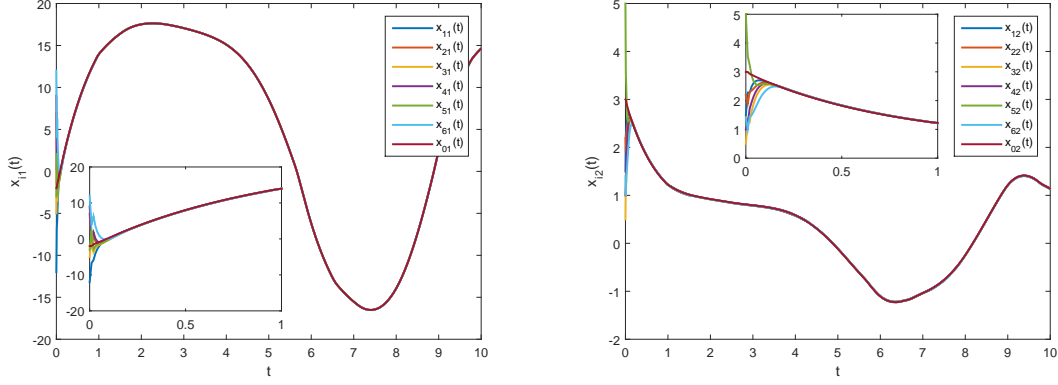 20
15
10
5
0
-5
-10
-15
-20
x_{i1}(t)
0 1 2 3 4 5 6 7 8 9 10
t
x_{11}(t)
x_{21}(t)
x_{31}(t)
x_{41}(t)
x_{51}(t)
x_{61}(t)
x_{01}(t)
20
10
0
-10
-20
0 0.5 1
5
4
3
2
1
0
-1
-2
x_{i2}(t)
0 1 2 3 4 5 6 7 8 9 10
t
5
4
3
2
1
0
0 0.5 1
x_{12}(t)
x_{22}(t)
x_{32}(t)
x_{42}(t)
x_{52}(t)
x_{62}(t)
x_{02}(t)